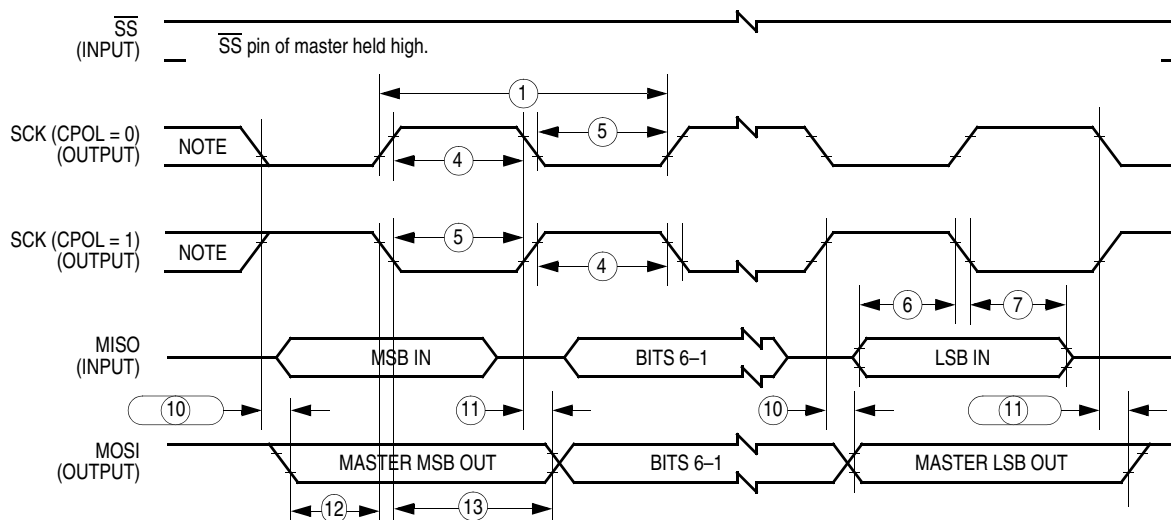 SS
(INPUT)
SS pin of master held high.
1
SCK (CPOL = 0)
(OUTPUT)
NOTE
5
4
SCK (CPOL = 1)
(OUTPUT)
NOTE
5
4
6
7
MISO
(INPUT)
MSB IN
BITS 6–1
LSB IN
10
11
10
11
MOSI
(OUTPUT)
MASTER MSB OUT
BITS 6–1
MASTER LSB OUT
12
13